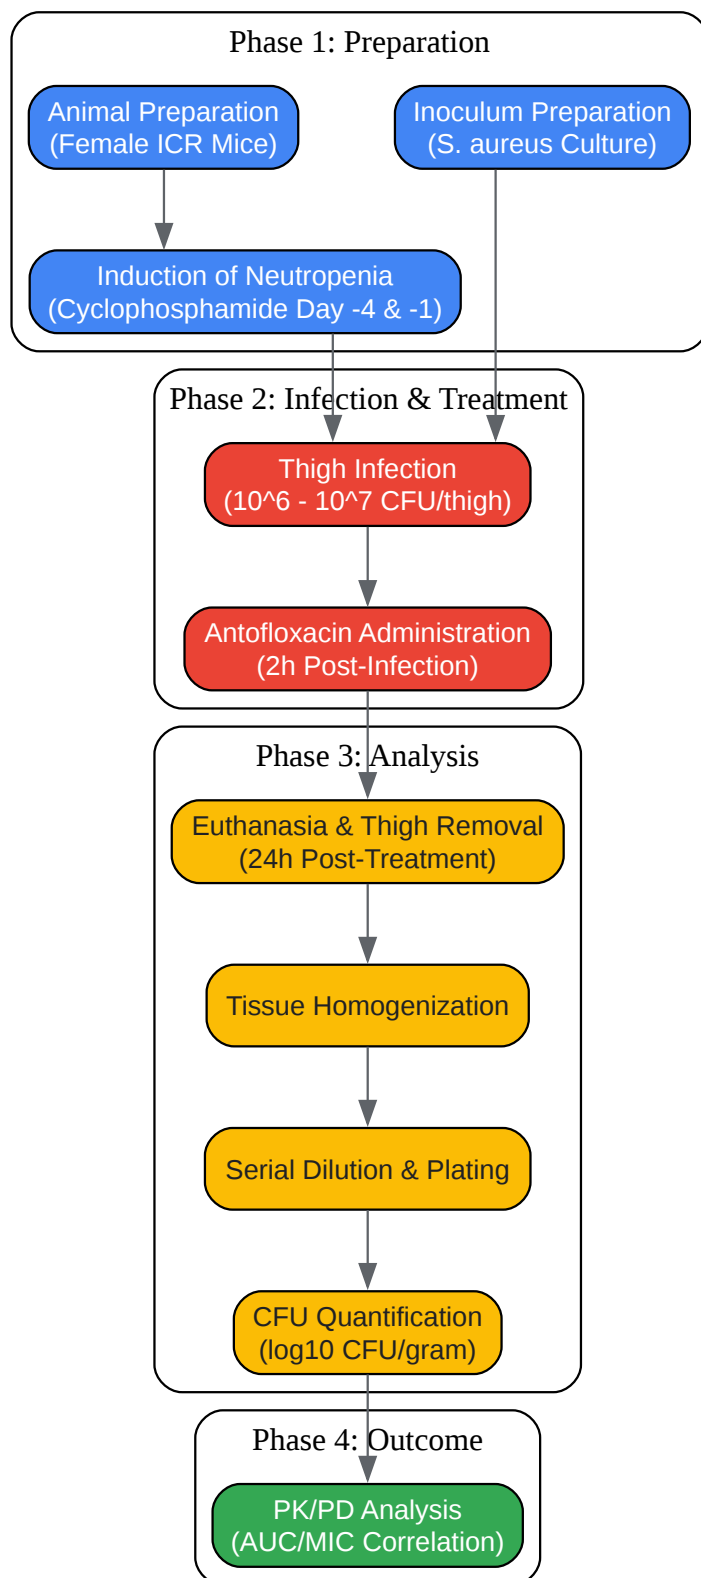 Phase 1: Preparation
Animal Preparation
(Female ICR Mice)
Inoculum Preparation
(S. aureus Culture)
Induction of Neutropenia
(Cyclophosphamide Day -4 & -1)
Phase 2: Infection & Treatment
Thigh Infection
(10^6 - 10^7 CFU/thigh)
Antofloxacin Administration
(2h Post-Infection)
Phase 3: Analysis
Euthanasia & Thigh Removal
(24h Post-Treatment)
Tissue Homogenization
Serial Dilution & Plating
CFU Quantification
(log10 CFU/gram)
Phase 4: Outcome
PK/PD Analysis
(AUC/MIC Correlation)